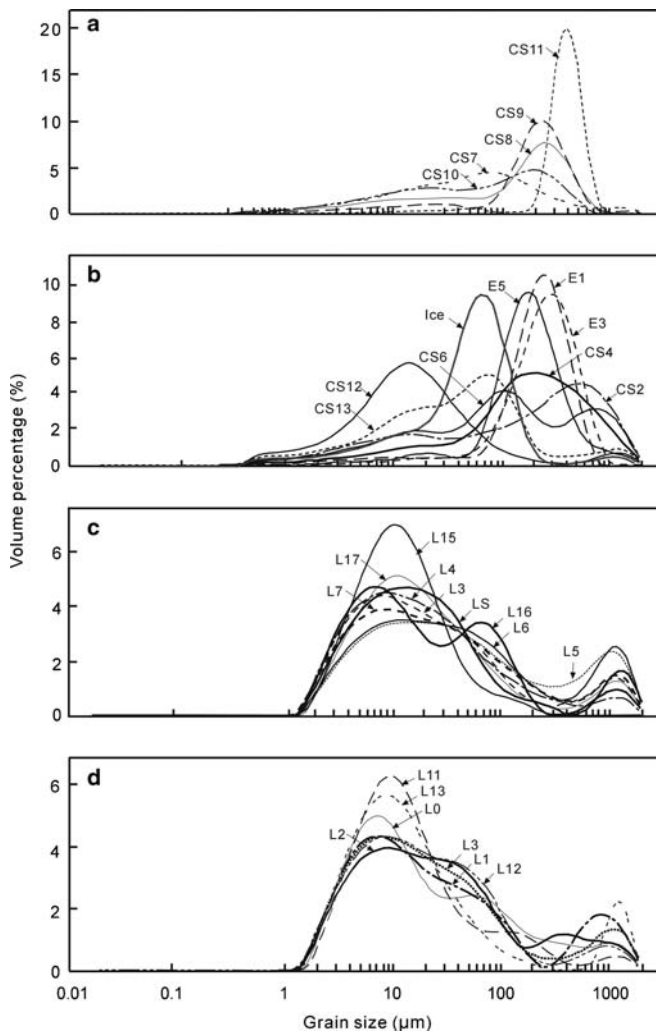 a
20
15
10
5
0
CS11
CS9
CS8
CS7
CS10
b
10
8
6
4
2
0
E1
E5
E3
Ice
CS4
CS6
CS2
CS12
CS13
Volume percentage (%)
c
6
4
2
0
L15
L17
L4
L3
L7
LS
L16
L6
L5
d
6
4
2
0
L11
L13
L0
L2
L3
L1
L12
0.01 0.1 1 10 100 1000
Grain size (µm)